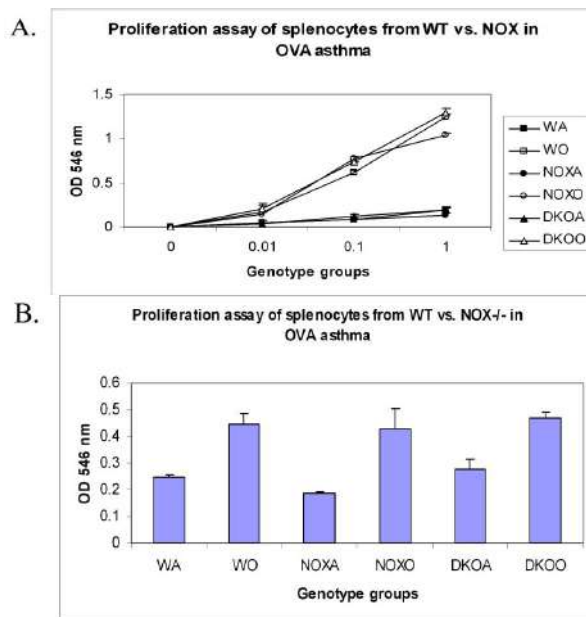 A.
Proliferation assay of splenocytes from WT vs. NOX in
OVA asthma
1.5
1
0.5
0
OD 546 nm
0 0.01 0.1 1
Genotype groups
WA
WO
NOXA
NOXO
DKOA
DKOO
B.
Proliferation assay of splenocytes from WT vs. NOX-/- in
OVA asthma
0.6
0.5
0.4
0.3
0.2
0.1
0
OD 546 nm
WA WO NOXA NOXO DKOA DKOO
Genotype groups